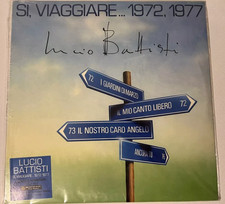 SI, VIAGGIARE... 1972.1977
Lucio Battisti
72 I GIARDINI DI MARZO
IL MIO CANTO LIBERO 72
73 IL NOSTRO CARO ANGELO
ANCORA TU
LUCIO
BATTISTI